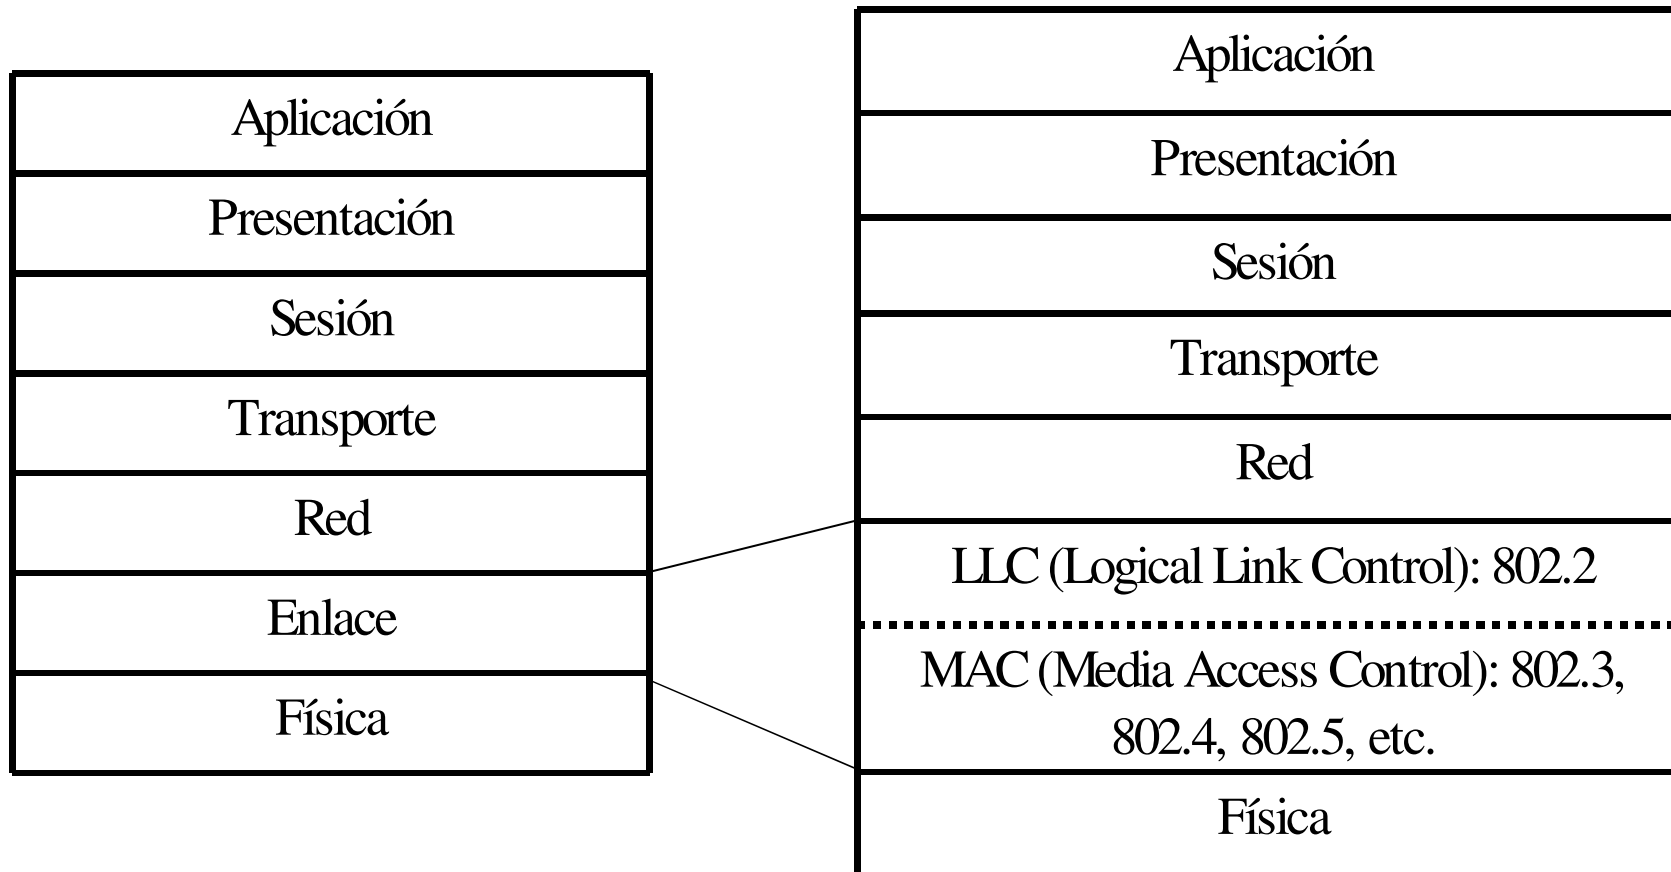 Aplicación
Presentación
Sesión
Transporte
Red
Enlace
Física
Aplicación
Presentación
Sesión
Transporte
Red
LLC (Logical Link Control): 802.2
MAC (Media Access Control): 802.3,
802.4, 802.5, etc.
Física